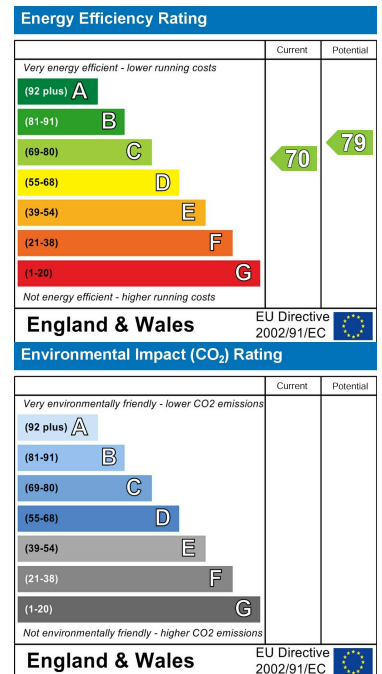 Energy Efficiency Rating
Current Potential
Very energy efficient - lower running costs
(92 plus) A
(81-91) B
(69-80) C
(55-68) D
(39-54) E
(21-38) F
(1-20) G
70
79
Not energy efficient - higher running costs
England & Wales
EU Directive
2002/91/EC
Environmental Impact (CO₂) Rating
Current Potential
Very environmentally friendly - lower CO2 emissions
(92 plus) A
(81-91) B
(69-80) C
(55-68) D
(39-54) E
(21-38) F
(1-20) G
Not environmentally friendly - higher CO2 emissions
England & Wales
EU Directive
2002/91/EC